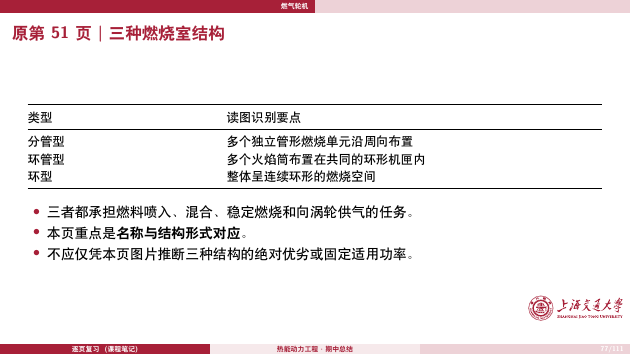 燃气轮机
原第 51 页 | 三种燃烧室结构
类型 读图识别要点
分管型 多个独立管形燃烧单元沿周向布置
环管型 多个火焰筒布置在共同的环形机匣内
环型 整体呈连续环形的燃烧空间
• 三者都承担燃料喷入、混合、稳定燃烧和向涡轮供气的任务。
• 本页重点是名称与结构形式对应。
• 不应仅凭本页图片推断三种结构的绝对优劣或固定适用功率。
上海交通大学
SHANGHAI JIAO TONG UNIVERSITY
逐页复习（课程笔记） 热能动力工程 · 期中总结 77/111